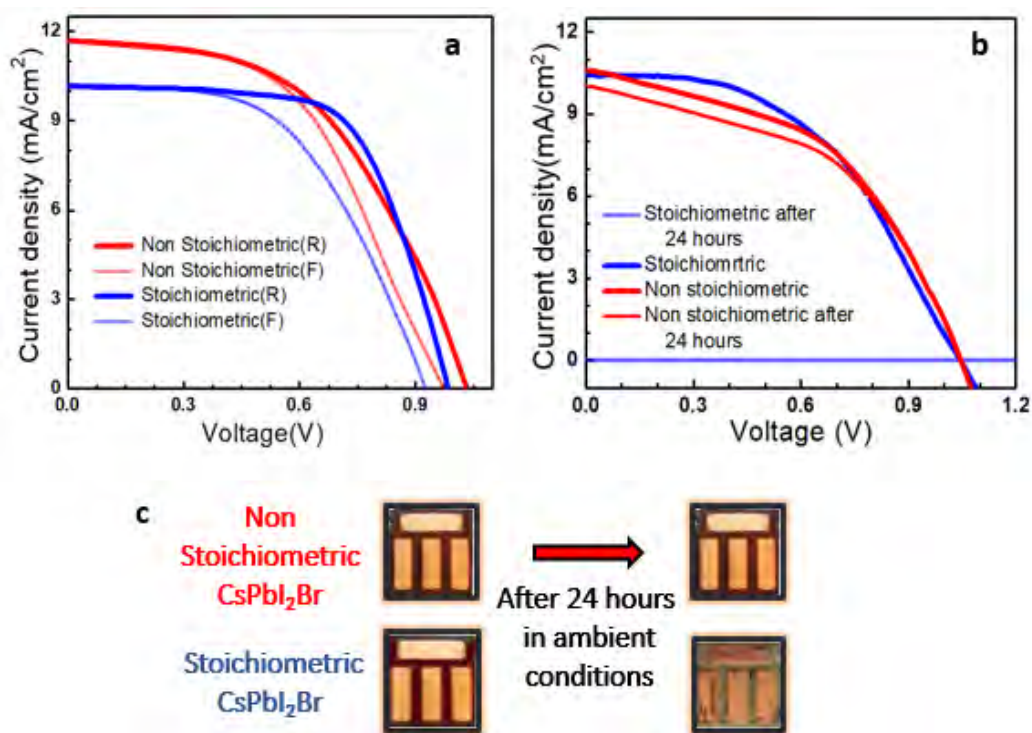 a
Current density (mA/cm²)
12
9
6
3
0
Non Stoichiometric(R)
Non Stoichiometric(F)
Stoichiometric(R)
Stoichiometric(F)
0.0 0.3 0.6 0.9
Voltage(V)
b
Current density(mA/cm²)
12
9
6
3
0
Stoichiometric after
24 hours
Stoichiomrtric
Non stoichiometric
Non stoichiometric after
24 hours
0.0 0.3 0.6 0.9 1.2
Voltage (V)
c
Non
Stoichiometric
CsPbI₂Br
After 24 hours
in ambient
conditions
Stoichiometric
CsPbI₂Br